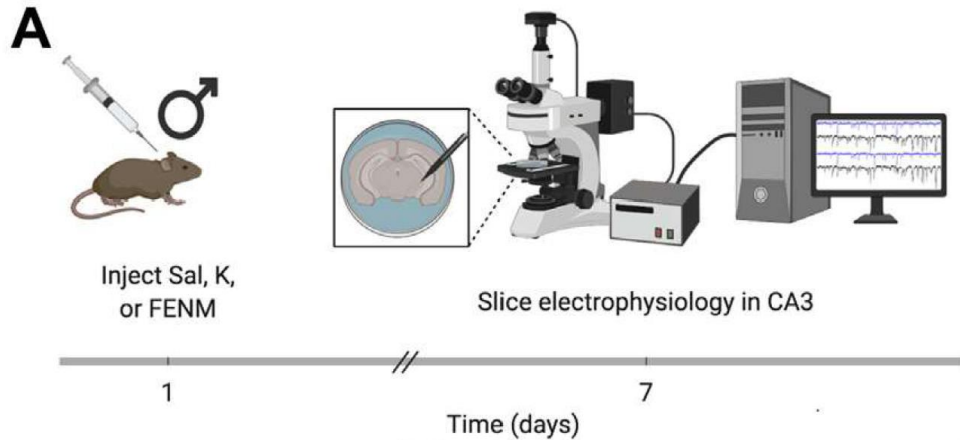 A
Inject Sal, K,
or FENM
Slice electrophysiology in CA3
1
7
Time (days)